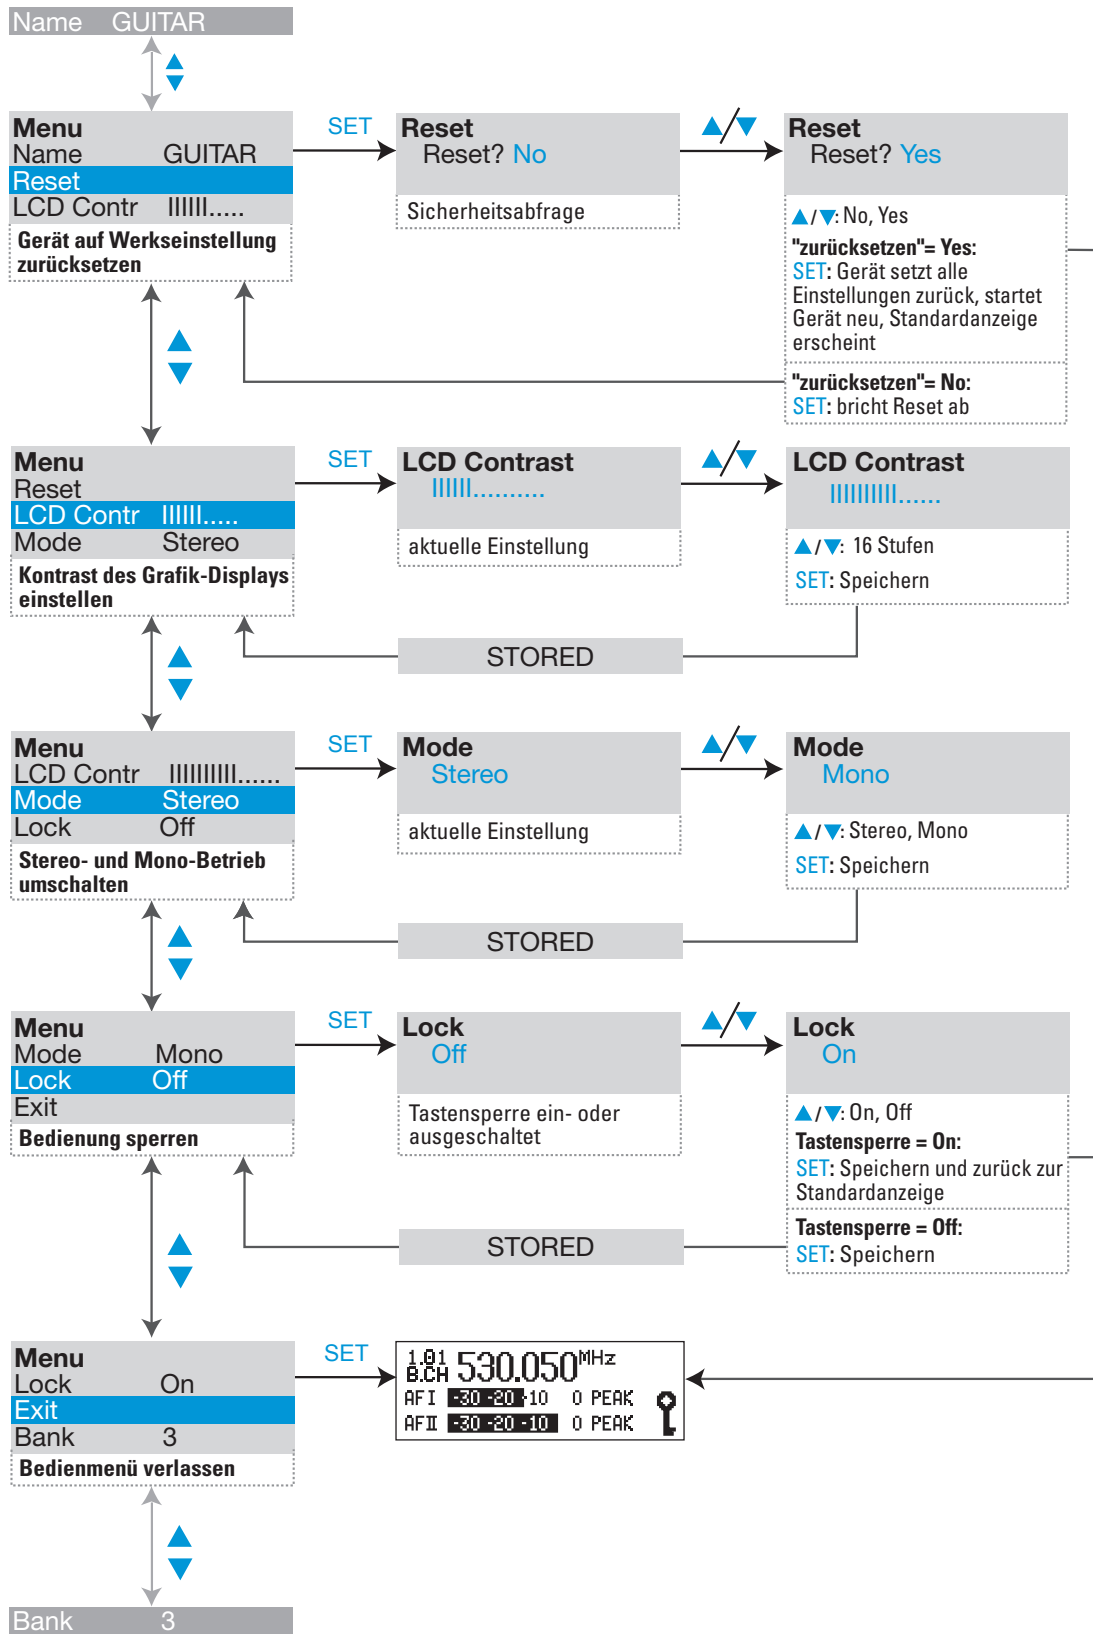 Name GUITAR
Menu
Name GUITAR
Reset
LCD Contr IIIIII.....
Gerät auf Werkseinstellung
zurücksetzen
SET
Reset
Reset? No
Sicherheitsabfrage
Reset
Reset? Yes
▲/▼: No, Yes
"zurücksetzen"= Yes:
SET: Gerät setzt alle
Einstellungen zurück, startet
Gerät neu, Standardanzeige
erscheint
"zurücksetzen"= No:
SET: bricht Reset ab
Menu
Reset
LCD Contr IIIIII.....
Mode Stereo
Kontrast des Grafik-Displays
einstellen
SET
LCD Contrast
IIIIII..........
aktuelle Einstellung
LCD Contrast
IIIIIIIIII......
▲/▼: 16 Stufen
SET: Speichern
STORED
Menu
LCD Contr IIIIIIIIII......
Mode Stereo
Lock Off
Stereo- und Mono-Betrieb
umschalten
SET
Mode
Stereo
aktuelle Einstellung
Mode
Mono
▲/▼: Stereo, Mono
SET: Speichern
STORED
Menu
Mode Mono
Lock Off
Exit
Bedienung sperren
SET
Lock
Off
Tastensperre ein- oder
ausgeschaltet
Lock
On
▲/▼: On, Off
Tastensperre = On:
SET: Speichern und zurück zur
Standardanzeige
Tastensperre = Off:
SET: Speichern
STORED
Menu
Lock On
Exit
Bank 3
Bedienmenü verlassen
SET
1.01
B.CH 530.050 MHz
AF I -30 -20 -10 0 PEAK
AF II -30 -20 -10 0 PEAK
Bank 3